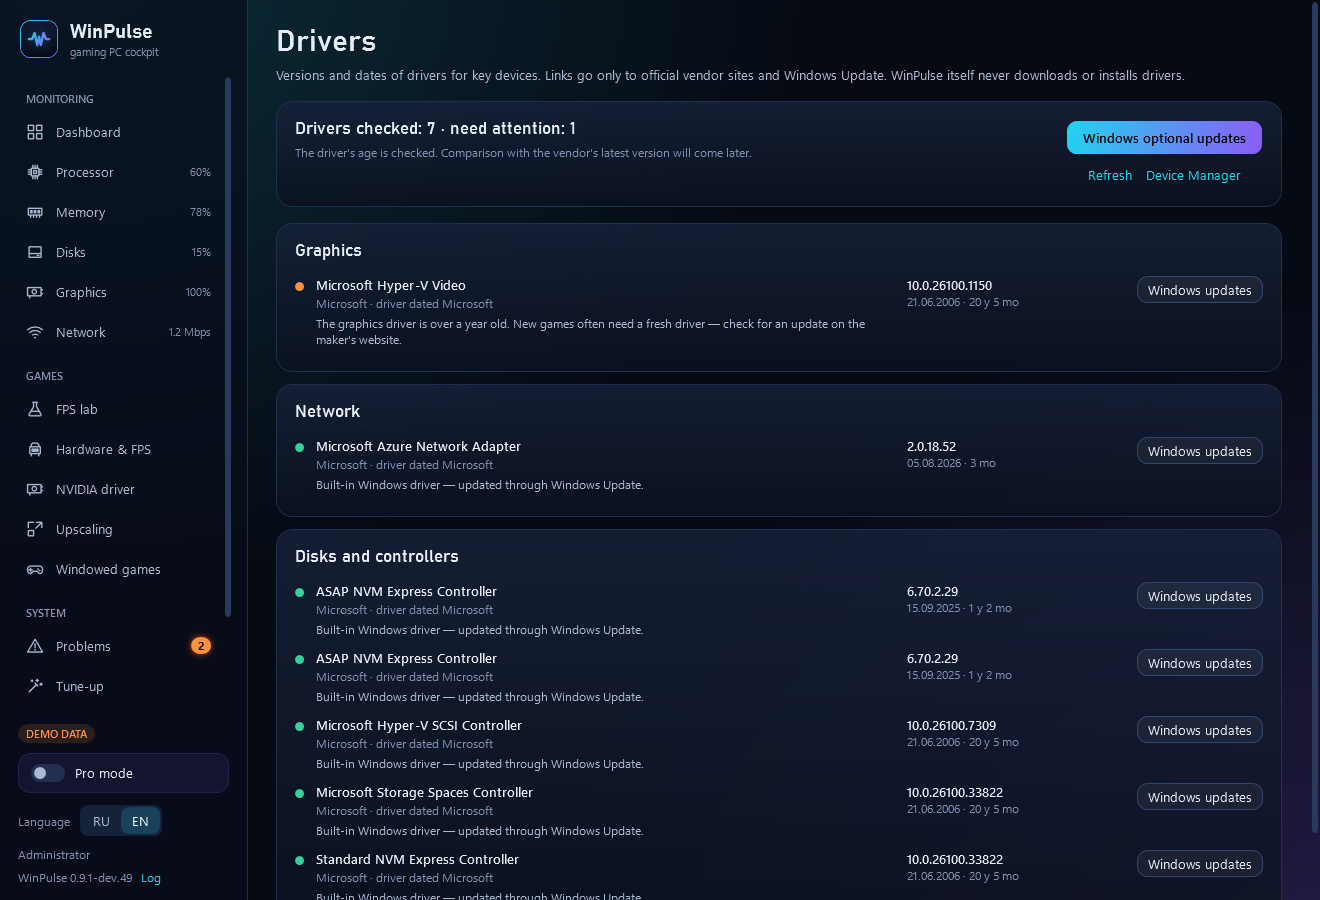 WinPulse
gaming PC cockpit
MONITORING
Dashboard
Processor 60%
Memory 78%
Disks 15%
Graphics 100%
Network 1.2 Mbps
GAMES
FPS lab
Hardware & FPS
NVIDIA driver
Upscaling
Windowed games
SYSTEM
Problems 2
Tune-up
DEMO DATA
Pro mode
Language RU EN
Administrator
WinPulse 0.9.1-dev.49 Log
Drivers
Versions and dates of drivers for key devices. Links go only to official vendor sites and Windows Update. WinPulse itself never downloads or installs drivers.
Drivers checked: 7 · need attention: 1
The driver's age is checked. Comparison with the vendor's latest version will come later.
Windows optional updates
Refresh Device Manager
Graphics
Microsoft Hyper-V Video 10.0.26100.1150 Windows updates
Microsoft · driver dated Microsoft 21.06.2006 · 20 y 5 mo
The graphics driver is over a year old. New games often need a fresh driver — check for an update on the
maker's website.
Network
Microsoft Azure Network Adapter 2.0.18.52 Windows updates
Microsoft · driver dated Microsoft 05.08.2026 · 3 mo
Built-in Windows driver — updated through Windows Update.
Disks and controllers
ASAP NVM Express Controller 6.70.2.29 Windows updates
Microsoft · driver dated Microsoft 15.09.2025 · 1 y 2 mo
Built-in Windows driver — updated through Windows Update.
ASAP NVM Express Controller 6.70.2.29 Windows updates
Microsoft · driver dated Microsoft 15.09.2025 · 1 y 2 mo
Built-in Windows driver — updated through Windows Update.
Microsoft Hyper-V SCSI Controller 10.0.26100.7309 Windows updates
Microsoft · driver dated Microsoft 21.06.2006 · 20 y 5 mo
Built-in Windows driver — updated through Windows Update.
Microsoft Storage Spaces Controller 10.0.26100.33822 Windows updates
Microsoft · driver dated Microsoft 21.06.2006 · 20 y 5 mo
Built-in Windows driver — updated through Windows Update.
Standard NVM Express Controller 10.0.26100.33822 Windows updates
Microsoft · driver dated Microsoft 21.06.2006 · 20 y 5 mo
Built-in Windows driver — updated through Windows Update.